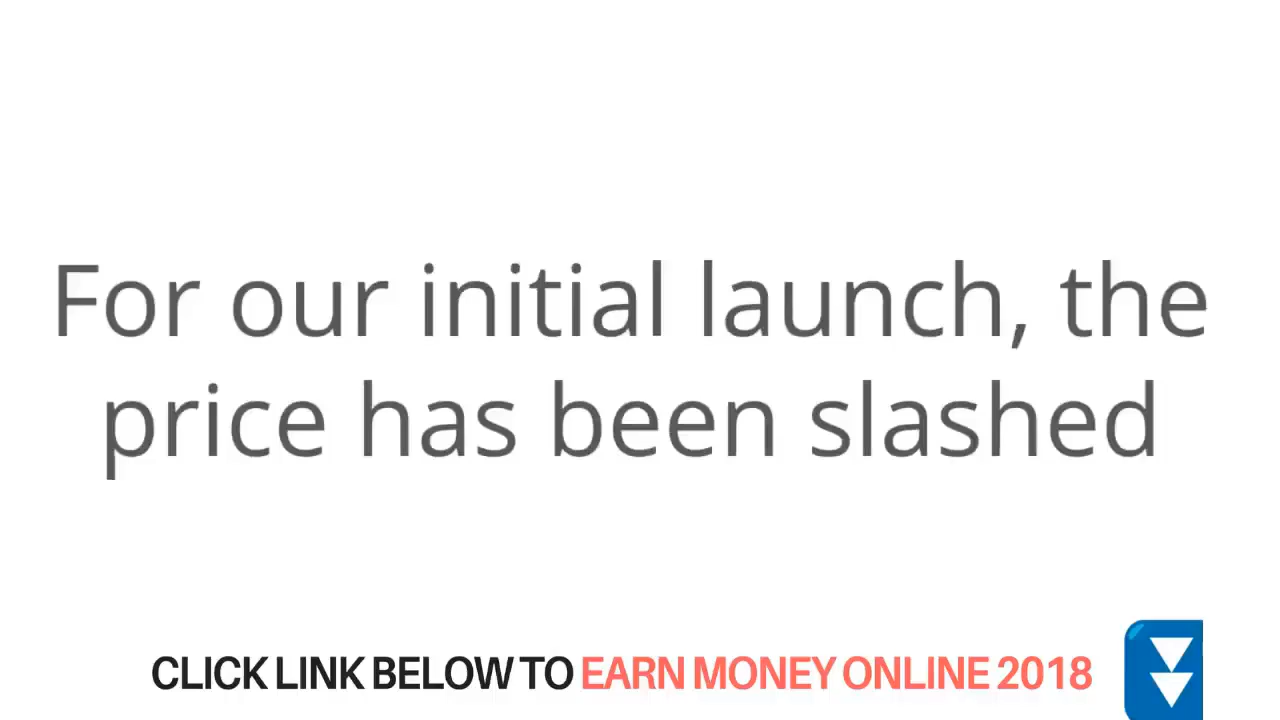 For our initial launch, the
price has been slashed
CLICK LINK BELOW TO EARN MONEY ONLINE 2018